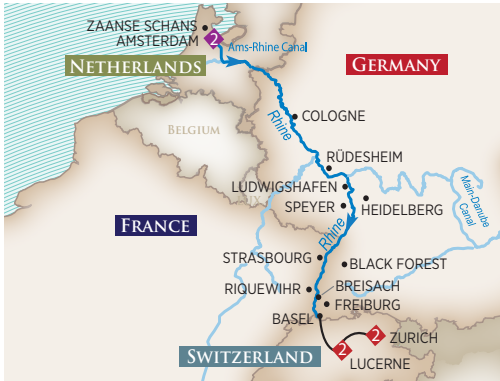 ZAANSE SCHANS
AMSTERDAM
2
Ams-Rhine Canal
NETHERLANDS
GERMANY
COLOGNE
Rhine
BELGIUM
RÜDESHEIM
LUDWIGSHAFEN
SPEYER
HEIDELBERG
Main-Danube
Canal
FRANCE
Rhine
STRASBOURG
BLACK FOREST
RIQUEWIHR
BREISACH
FREIBURG
BASEL
2
ZURICH
2
LUCERNE
SWITZERLAND